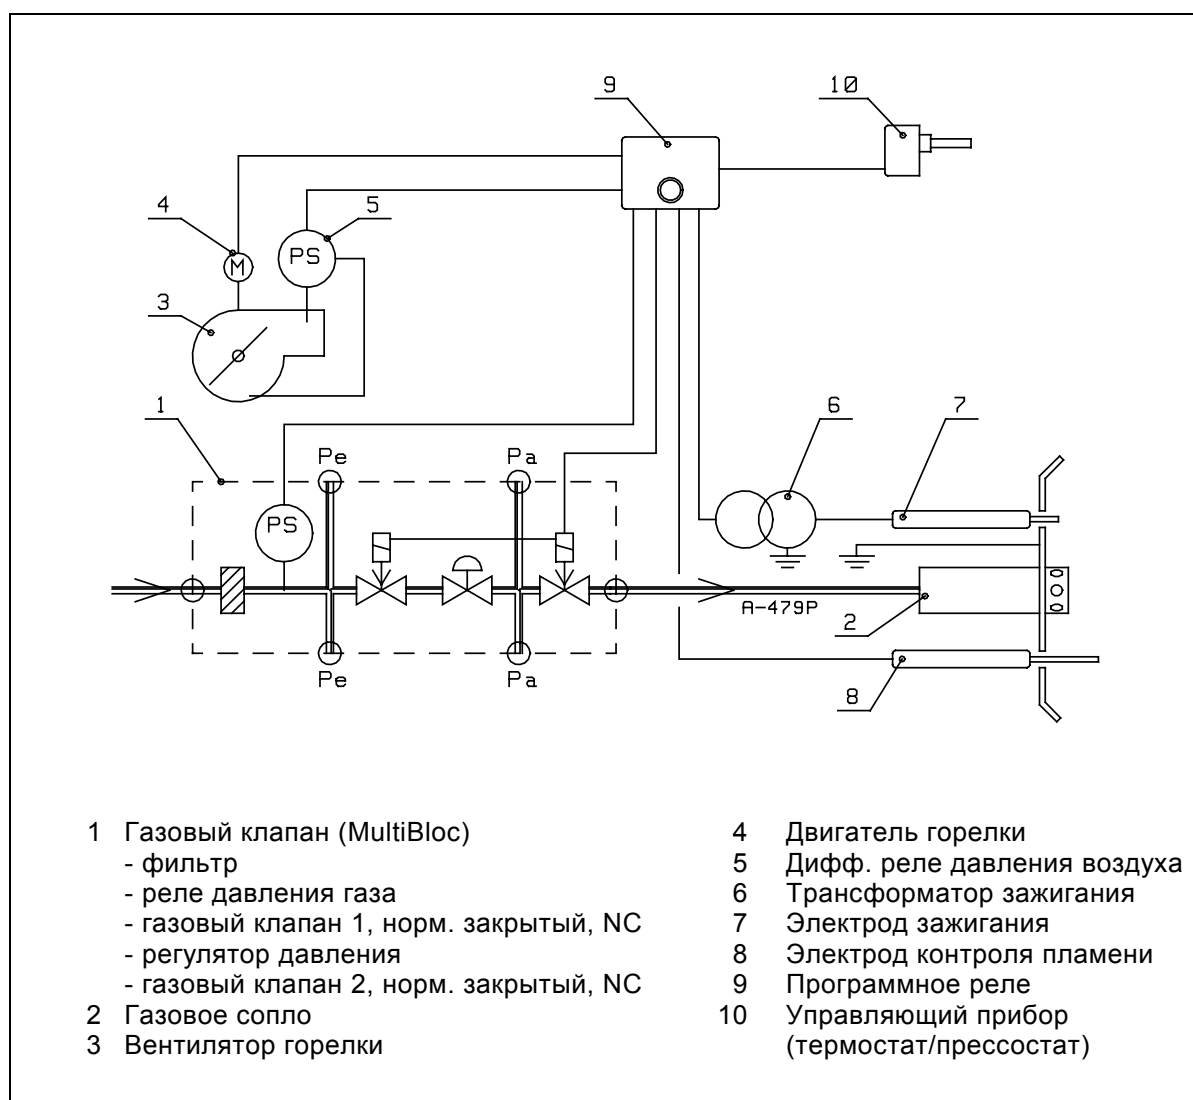 9
10
4
5
M
PS
3
1
6
7
Pe
Pa
PS
A-479P
2
Pe
Pa
8
1 Газовый клапан (MultiBloc)
- фильтр
- реле давления газа
- газовый клапан 1, норм. закрытый, NC
- регулятор давления
- газовый клапан 2, норм. закрытый, NC
2 Газовое сопло
3 Вентилятор горелки
4 Двигатель горелки
5 Дифф. реле давления воздуха
6 Трансформатор зажигания
7 Электрод зажигания
8 Электрод контроля пламени
9 Программное реле
10 Управляющий прибор
(термостат/прессостат)